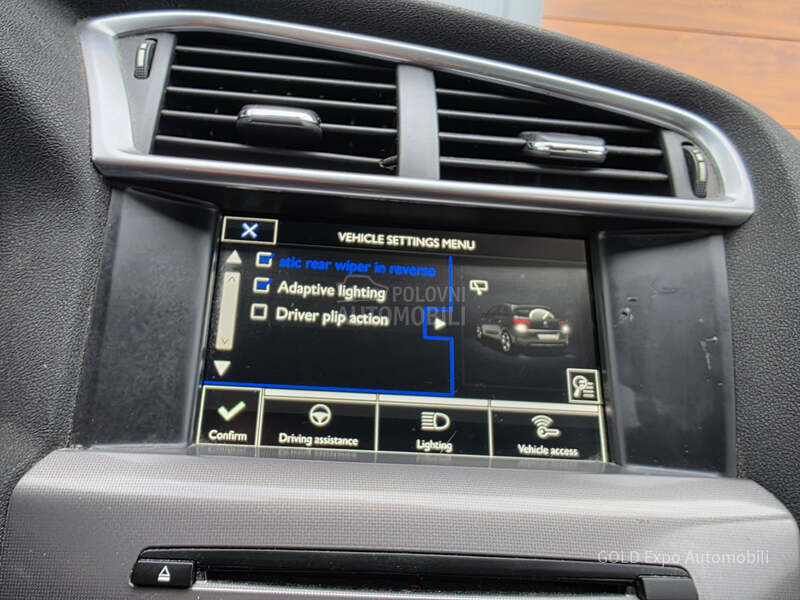 VEHICLE SETTINGS MENU
atic rear wiper in reverse
Adaptive lighting
Driver plip action
POLOVNI
AUTOMOBILI
Confirm
Driving assistance
Lighting
Vehicle access
GOLD Expo Automobili